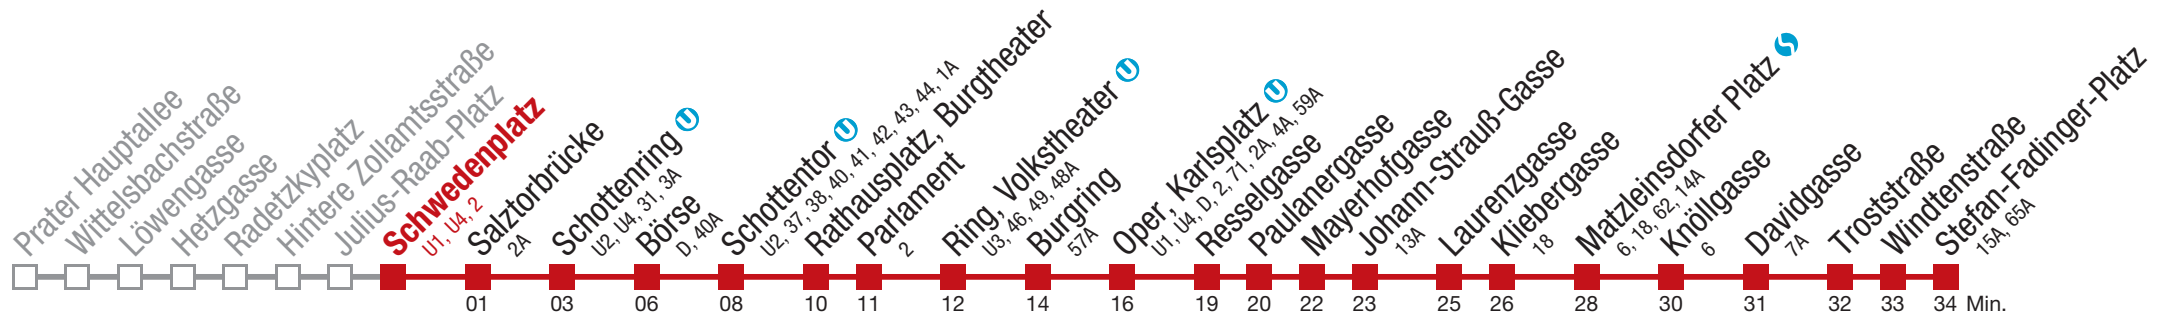 Prater Hauptallee
Wittelsbachstraße
Löwengasse
Hetzgasse
Radetzkyplatz
Hintere Zollamtsstraße
Julius-Raab-Platz
Schwedenplatz
U1, U4, 2
Salztorbrücke
2A
Schottenring U
U2, U4, 31, 3A
Börse
D, 40A
Schottentor U
U2, 37, 38, 40, 41, 42, 43, 44, 1A
Rathausplatz, Burgtheater
Parlament
2
Ring, Volkstheater U
U3, 46, 49, 48A
Burgring
57A
Oper, Karlsplatz U
U1, U4, D, 2, 71, 2A, 4A, 59A
Resselgasse
Paulanergasse
Mayerhofgasse
Johann-Strauß-Gasse
13A
Laurenzgasse
Kliebergasse
18
Matzleinsdorfer Platz S
6, 18, 62, 14A
Knöllgasse
6
Davidgasse
7A
Troststraße
Windtenstraße
Stefan-Fadinger-Platz
15A, 65A
01 03 06 08 10 11 12 14 16 19 20 22 23 25 26 28 30 31 32 33 34 Min.